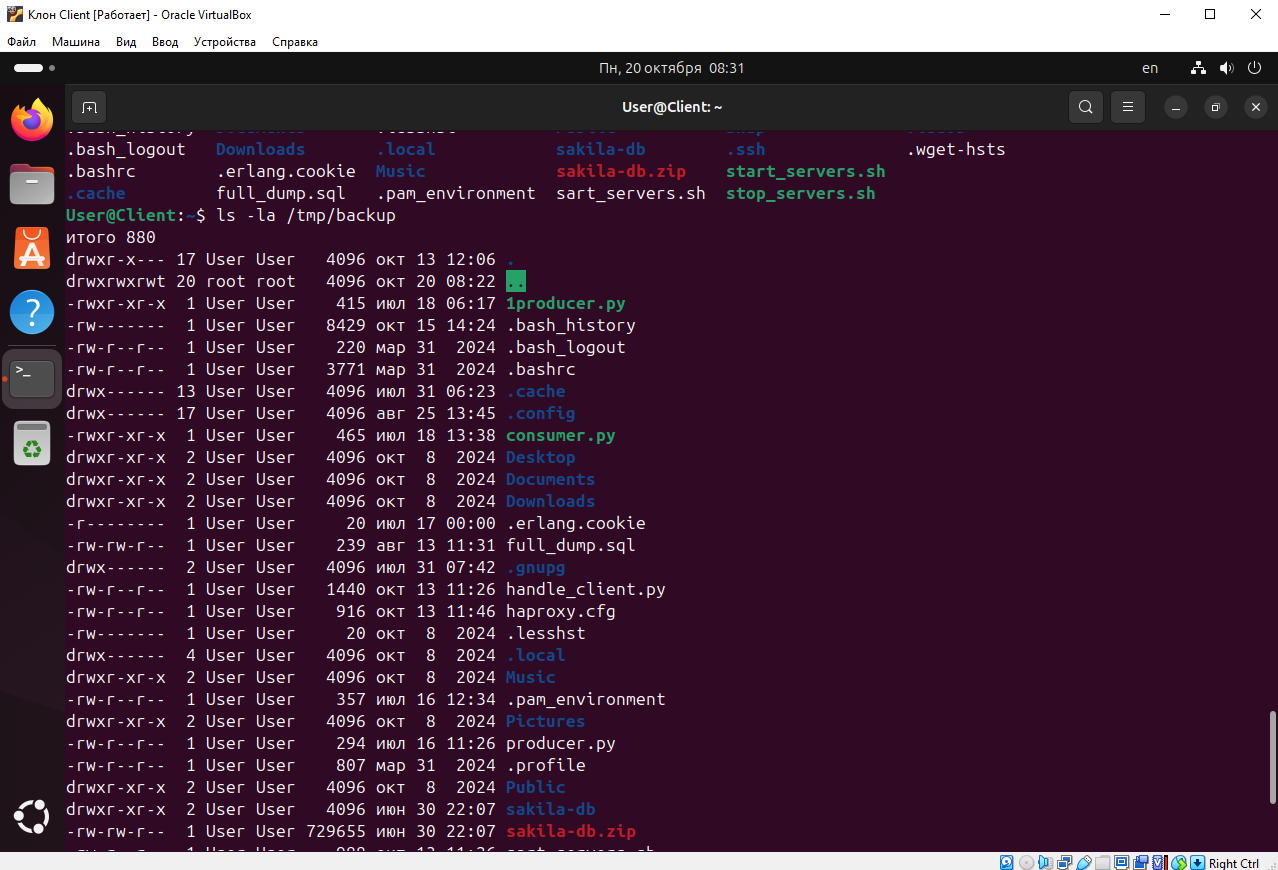 Клон Client [Работает] - Oracle VirtualBox
Файл Машина Вид Ввод Устройства Справка
Пн, 20 октября 08:31 en
User@Client: ~
.bash_logout Downloads .local sakila-db .ssh .wget-hsts
.bashrc .erlang.cookie Music sakila-db.zip start_servers.sh
.cache full_dump.sql .pam_environment sart_servers.sh stop_servers.sh
User@Client:~$ ls -la /tmp/backup
итого 880
drwxr-x--- 17 User User 4096 окт 13 12:06 .
drwxrwxrwt 20 root root 4096 окт 20 08:22 ..
-rwxr-xr-x 1 User User 415 июл 18 06:17 1producer.py
-rw------- 1 User User 8429 окт 15 14:24 .bash_history
-rw-r--r-- 1 User User 220 мар 31 2024 .bash_logout
-rw-r--r-- 1 User User 3771 мар 31 2024 .bashrc
drwx------ 13 User User 4096 июл 31 06:23 .cache
drwx------ 17 User User 4096 авг 25 13:45 .config
-rwxr-xr-x 1 User User 465 июл 18 13:38 consumer.py
drwxr-xr-x 2 User User 4096 окт 8 2024 Desktop
drwxr-xr-x 2 User User 4096 окт 8 2024 Documents
drwxr-xr-x 2 User User 4096 окт 8 2024 Downloads
-r-------- 1 User User 20 июл 17 00:00 .erlang.cookie
-rw-rw-r-- 1 User User 239 авг 13 11:31 full_dump.sql
drwx------ 2 User User 4096 июл 31 07:42 .gnupg
-rw-r--r-- 1 User User 1440 окт 13 11:26 handle_client.py
-rw-r--r-- 1 User User 916 окт 13 11:46 haproxy.cfg
-rw------- 1 User User 20 окт 8 2024 .lesshst
drwx------ 4 User User 4096 окт 8 2024 .local
drwxr-xr-x 2 User User 4096 окт 8 2024 Music
-rw-r--r-- 1 User User 357 июл 16 12:34 .pam_environment
drwxr-xr-x 2 User User 4096 окт 8 2024 Pictures
-rw-r--r-- 1 User User 294 июл 16 11:26 producer.py
-rw-r--r-- 1 User User 807 мар 31 2024 .profile
drwxr-xr-x 2 User User 4096 окт 8 2024 Public
drwxr-xr-x 2 User User 4096 июн 30 22:07 sakila-db
-rw-rw-r-- 1 User User 729655 июн 30 22:07 sakila-db.zip
Right Ctrl